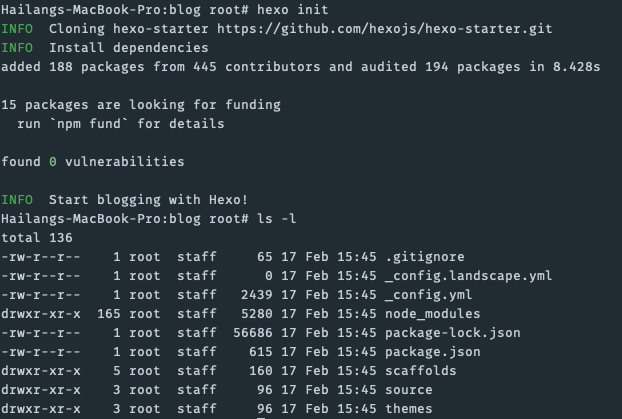 Hailangs-MacBook-Pro:blog root# hexo init
INFO  Cloning hexo-starter https://github.com/hexojs/hexo-starter.git
INFO  Install dependencies
added 188 packages from 445 contributors and audited 194 packages in 8.428s
15 packages are looking for funding
  run `npm fund` for details
found 0 vulnerabilities
INFO  Start blogging with Hexo!
Hailangs-MacBook-Pro:blog root# ls -l
total 136
-rw-r--r--    1 root  staff     65 17 Feb 15:45 .gitignore
-rw-r--r--    1 root  staff      0 17 Feb 15:45 _config.landscape.yml
-rw-r--r--    1 root  staff   2439 17 Feb 15:45 _config.yml
drwxr-xr-x  165 root  staff   5280 17 Feb 15:45 node_modules
-rw-r--r--    1 root  staff  56686 17 Feb 15:45 package-lock.json
-rw-r--r--    1 root  staff    615 17 Feb 15:45 package.json
drwxr-xr-x    5 root  staff    160 17 Feb 15:45 scaffolds
drwxr-xr-x    3 root  staff     96 17 Feb 15:45 source
drwxr-xr-x    3 root  staff     96 17 Feb 15:45 themes